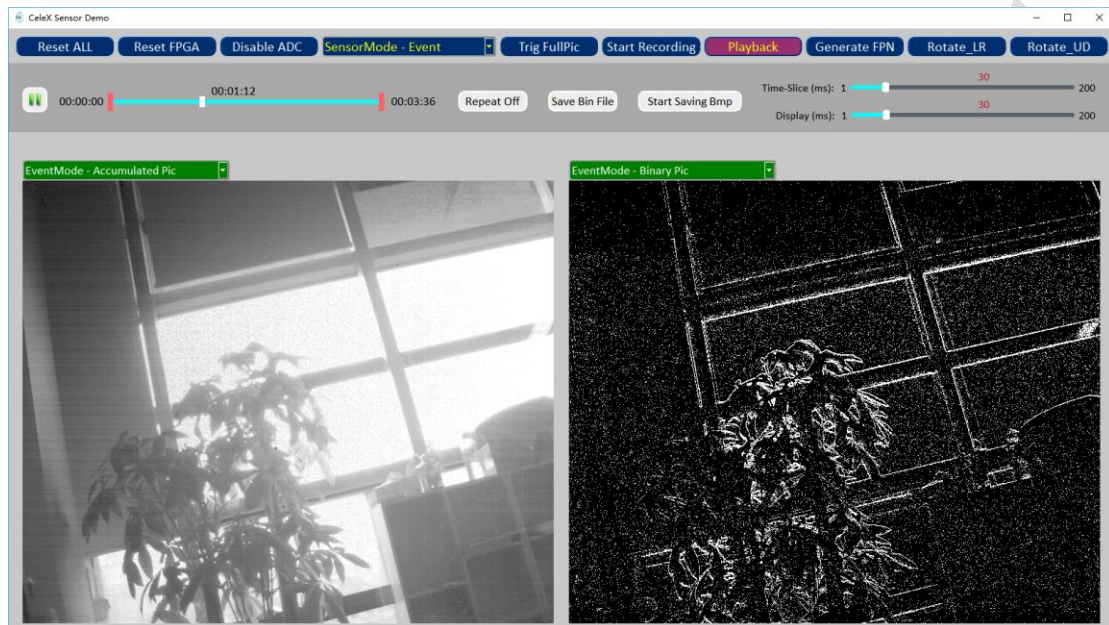 CeleX Sensor Demo
Reset ALL Reset FPGA Disable ADC SensorMode - Event Trig FullPic Start Recording Playback Generate FPN Rotate_LR Rotate_UD
00:00:00 00:01:12 00:03:36 Repeat Off Save Bin File Start Saving Bmp
Time-Slice (ms): 1 30 200
Display (ms): 1 30 200
EventMode - Accumulated Pic EventMode - Binary Pic